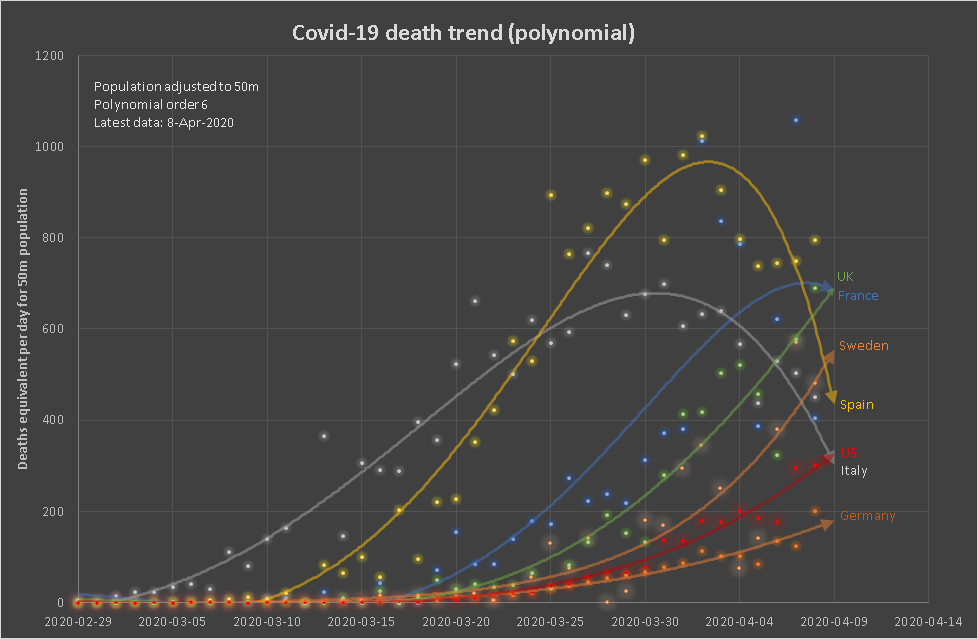 Covid-19 death trend (polynomial)
1200
Population adjusted to 50m
Polynomial order 6
Latest data: 8-Apr-2020
1000
800
600
400
200
0
Deaths equivalent per day for 50m population
UK
France
Sweden
Spain
US
Italy
Germany
2020-02-29 2020-03-05 2020-03-10 2020-03-15 2020-03-20 2020-03-25 2020-03-30 2020-04-04 2020-04-09 2020-04-14